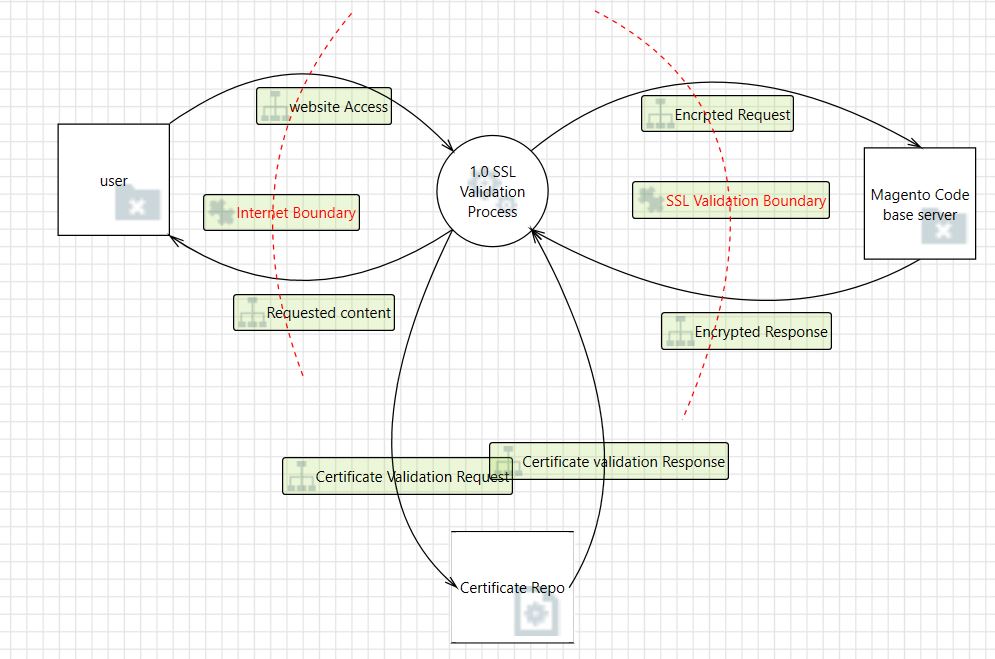 website Access
Encrpted Request
user
1.0 SSL
Validation
Process
Magento Code
base server
Internet Boundary
SSL Validation Boundary
Requested content
Encrypted Response
Certificate Validation Request
Certificate validation Response
Certificate Repo